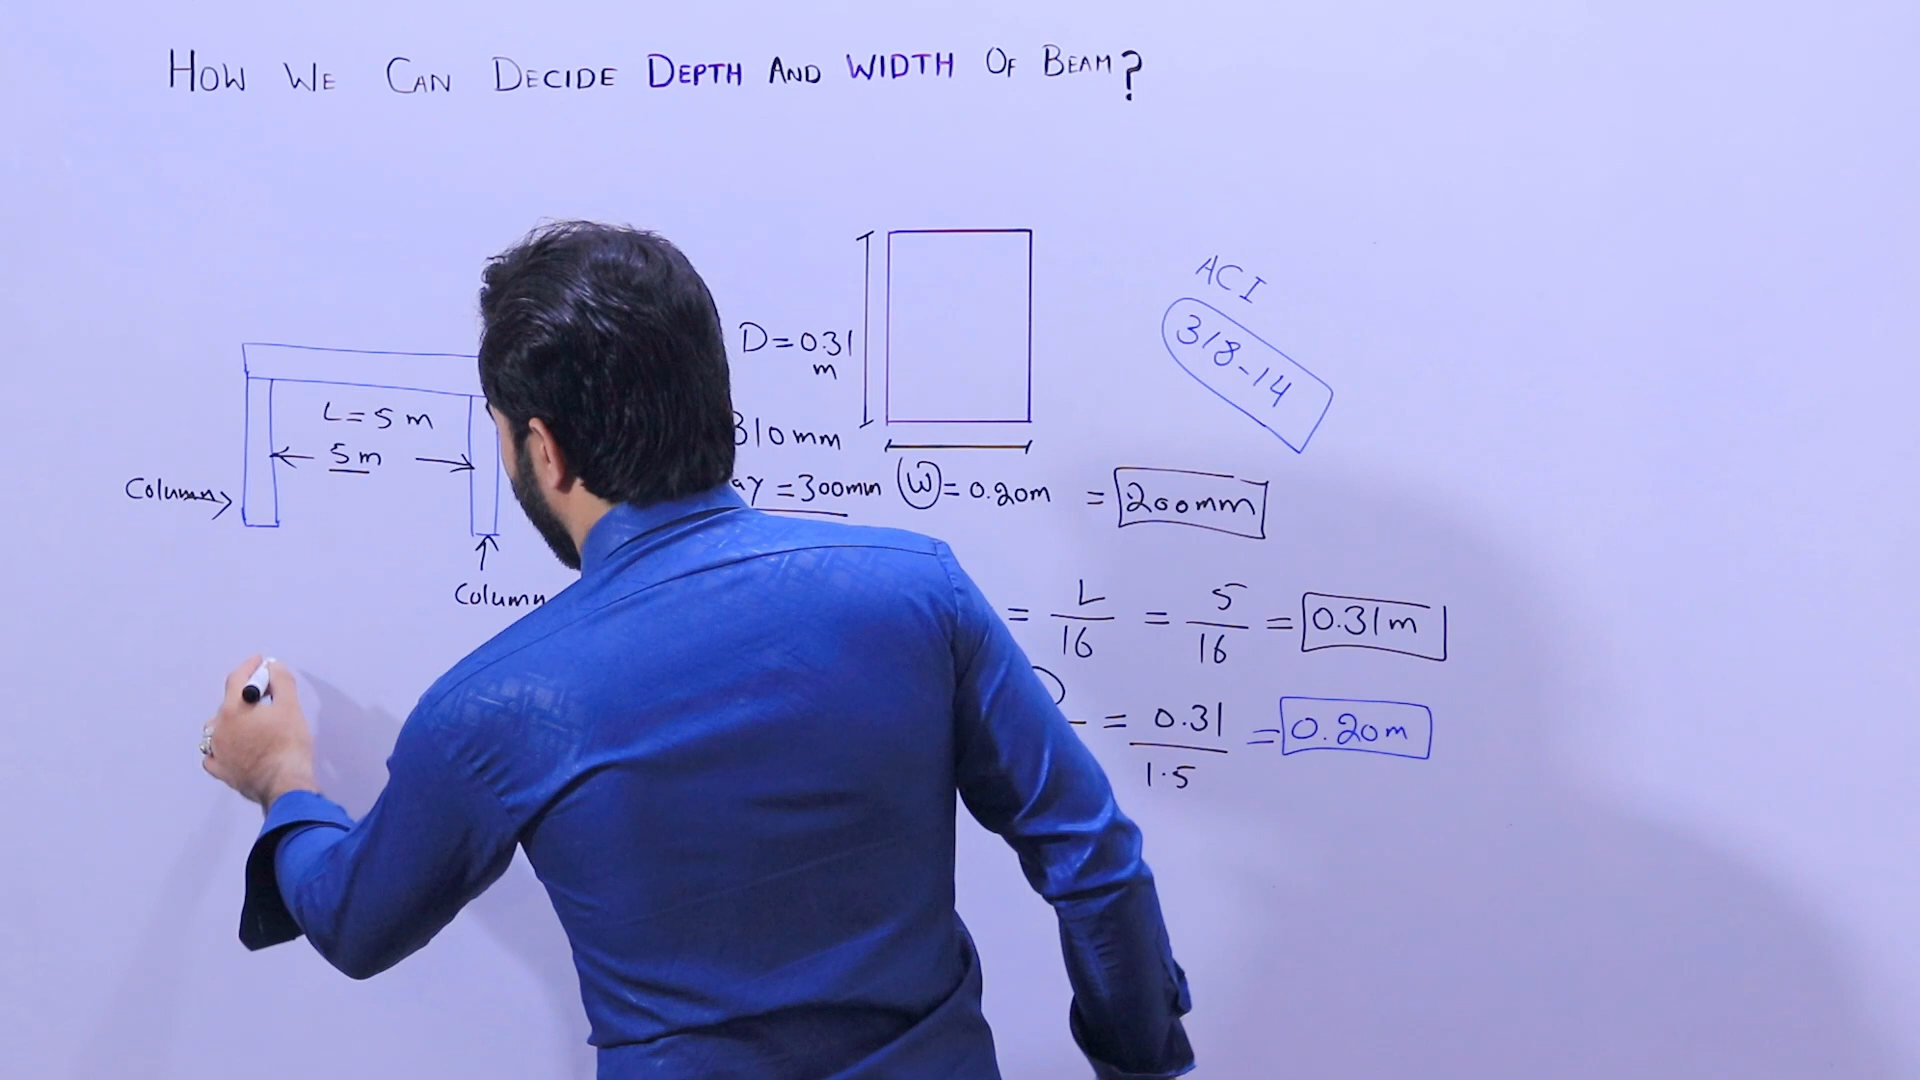 HOW WE CAN DECIDE DEPTH AND WIDTH OF BEAM?
ACI
318-14
D=0.31
m
L=5m
5m
310mm
=300mm
W=0.20m = 200mm
Column
Column
= L/16 = 5/16 = 0.31m
= 0.31/1.5 = 0.20m